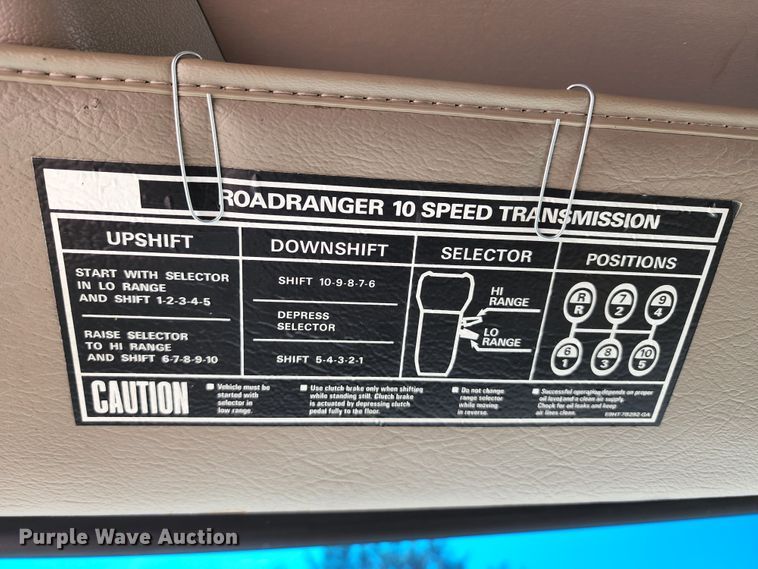 ROADRANGER 10 SPEED TRANSMISSION
UPSHIFT
START WITH SELECTOR
IN LO RANGE
AND SHIFT 1-2-3-4-5
RAISE SELECTOR
TO HI RANGE
AND SHIFT 6-7-8-9-10
DOWNSHIFT
SHIFT 10-9-8-7-6
DEPRESS
SELECTOR
SHIFT 5-4-3-2-1
SELECTOR
HI
RANGE
LO
RANGE
POSITIONS
R 7 9
R 2 4
6 8 10
1 3 5
CAUTION
Vehicle must be
started with
selector in
low range.
Use clutch brake only when shifting
while standing still. Clutch brake
is actuated by depressing clutch
pedal fully to the floor.
Do not change
range selector
while moving
in reverse.
Successful operation depends on proper
oil level and a clean air supply.
Check for oil leaks and keep
air lines clean.
E9HT-7B292-GA
Purple Wave Auction